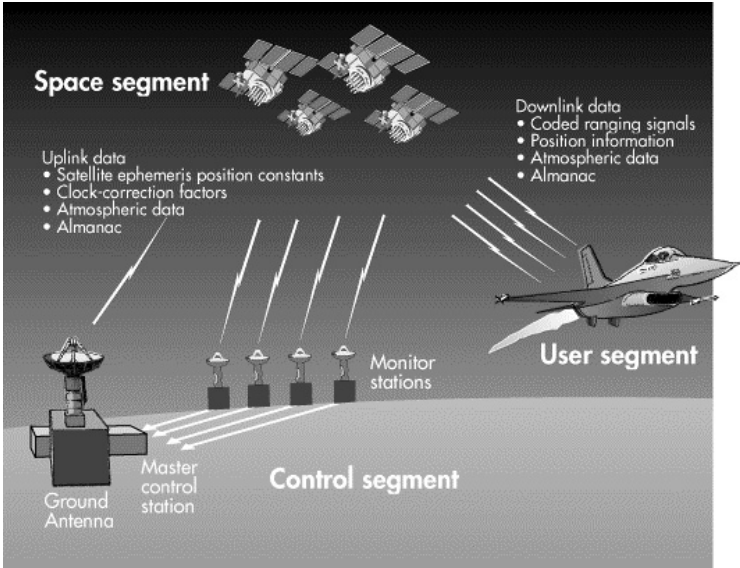 Space segment
Downlink data
• Coded ranging signals
• Position information
• Atmospheric data
• Almanac
Uplink data
• Satellite ephemeris position constants
• Clock-correction factors
• Atmospheric data
• Almanac
User segment
Monitor
stations
Master
control
station
Control segment
Ground
Antenna